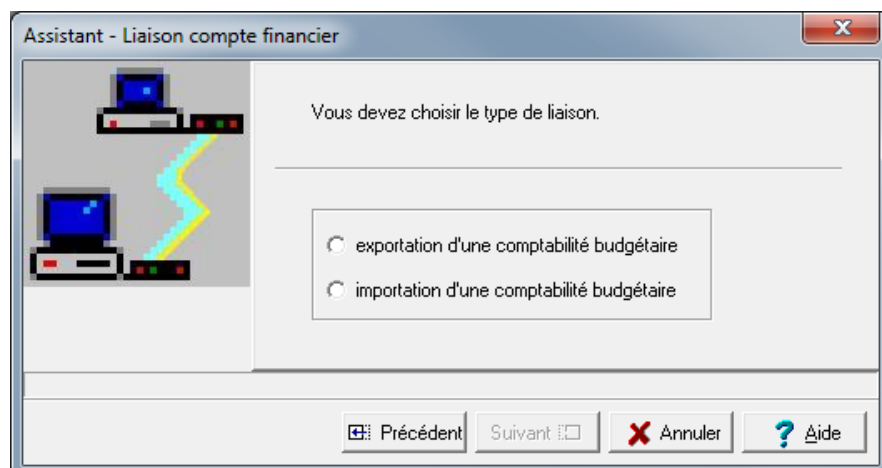 Assistant - Liaison compte financier
Vous devez choisir le type de liaison.
exportation d'une comptabilité budgétaire
importation d'une comptabilité budgétaire
Précédent Suivant Annuler Aide